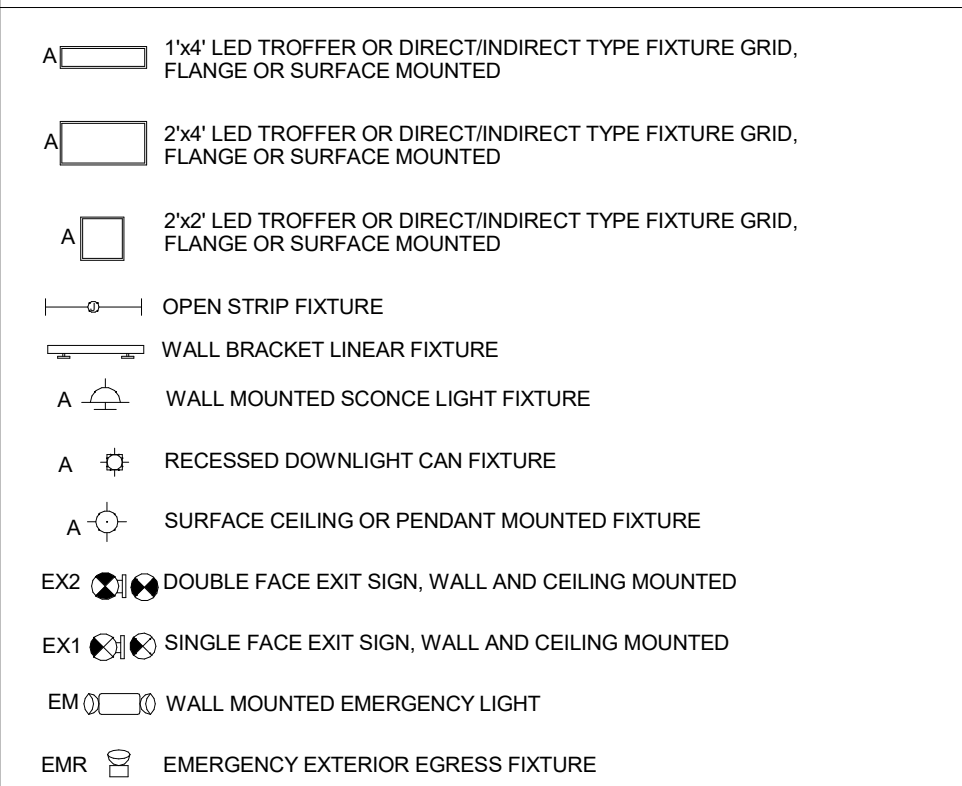 A 1'x4' LED TROFFER OR DIRECT/INDIRECT TYPE FIXTURE GRID,
FLANGE OR SURFACE MOUNTED
A 2'x4' LED TROFFER OR DIRECT/INDIRECT TYPE FIXTURE GRID,
FLANGE OR SURFACE MOUNTED
A 2'x2' LED TROFFER OR DIRECT/INDIRECT TYPE FIXTURE GRID,
FLANGE OR SURFACE MOUNTED
J OPEN STRIP FIXTURE
WALL BRACKET LINEAR FIXTURE
A WALL MOUNTED SCONCE LIGHT FIXTURE
A RECESSED DOWNLIGHT CAN FIXTURE
A SURFACE CEILING OR PENDANT MOUNTED FIXTURE
EX2 DOUBLE FACE EXIT SIGN, WALL AND CEILING MOUNTED
EX1 SINGLE FACE EXIT SIGN, WALL AND CEILING MOUNTED
EM WALL MOUNTED EMERGENCY LIGHT
EMR EMERGENCY EXTERIOR EGRESS FIXTURE